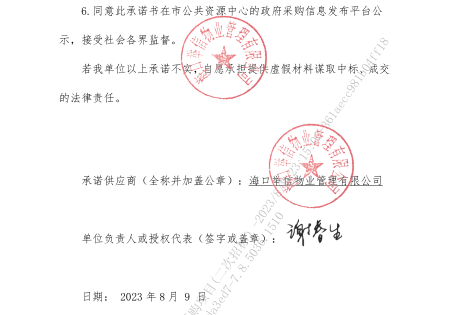 6.同意此承诺书在市公共资源中心的政府采购信息发布平台公
示，接受社会各界监督。
若我单位以上承诺不实，自愿承担提供虚假材料谋取中标、成交
的法律责任。
承诺供应商（全称并加盖公章）：海口华信物业管理有限公司
单位负责人或授权代表（签字或盖章）：
日期： 2023 年 8 月 9 日